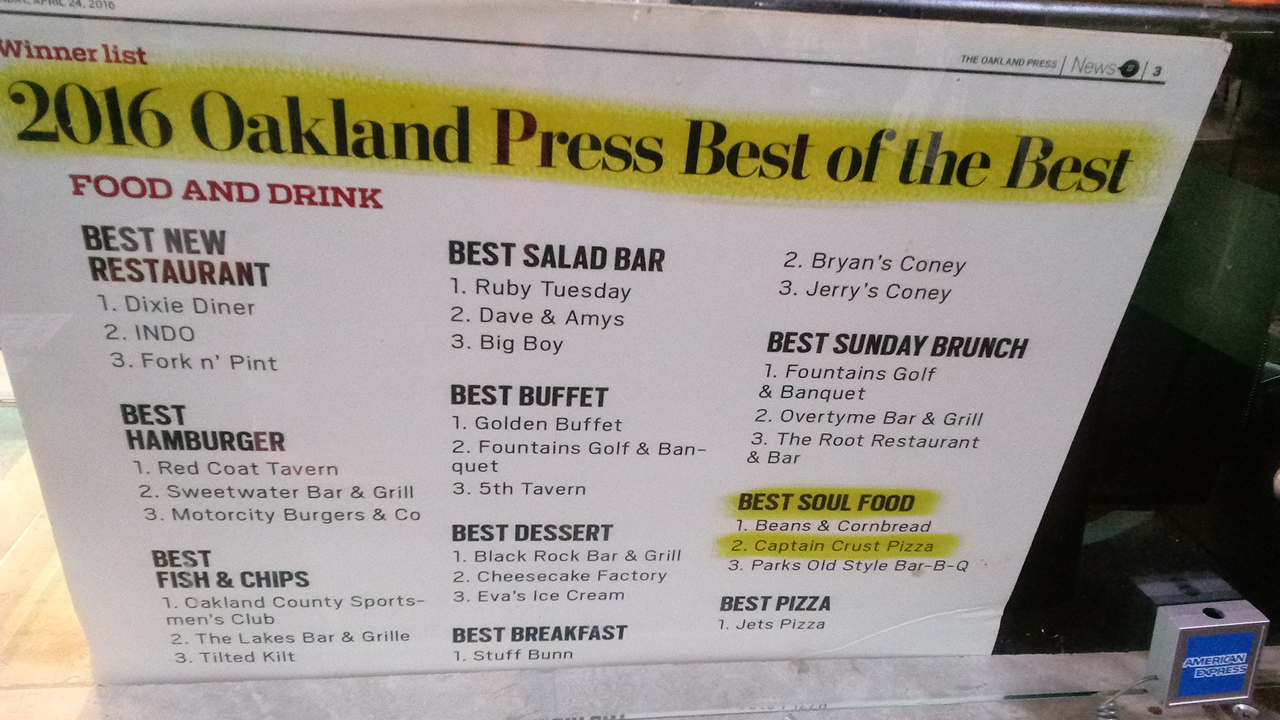 APRIL 24, 2016
THE OAKLAND PRESS | News | 3
Winner list
2016 Oakland Press Best of the Best
FOOD AND DRINK
BEST NEW
RESTAURANT
1. Dixie Diner
2. INDO
3. Fork n' Pint
BEST
HAMBURGER
1. Red Coat Tavern
2. Sweetwater Bar & Grill
3. Motorcity Burgers & Co
BEST
FISH & CHIPS
1. Oakland County Sports-
men's Club
2. The Lakes Bar & Grille
3. Tilted Kilt
BEST SALAD BAR
1. Ruby Tuesday
2. Dave & Amys
3. Big Boy
BEST BUFFET
1. Golden Buffet
2. Fountains Golf & Ban-
quet
3. 5th Tavern
BEST DESSERT
1. Black Rock Bar & Grill
2. Cheesecake Factory
3. Eva's Ice Cream
BEST BREAKFAST
1. Stuff Bunn
2. Bryan's Coney
3. Jerry's Coney
BEST SUNDAY BRUNCH
1. Fountains Golf
& Banquet
2. Overtyme Bar & Grill
3. The Root Restaurant
& Bar
BEST SOUL FOOD
1. Beans & Cornbread
2. Captain Crust Pizza
3. Parks Old Style Bar-B-Q
BEST PIZZA
1. Jets Pizza
AMERICAN
EXPRESS